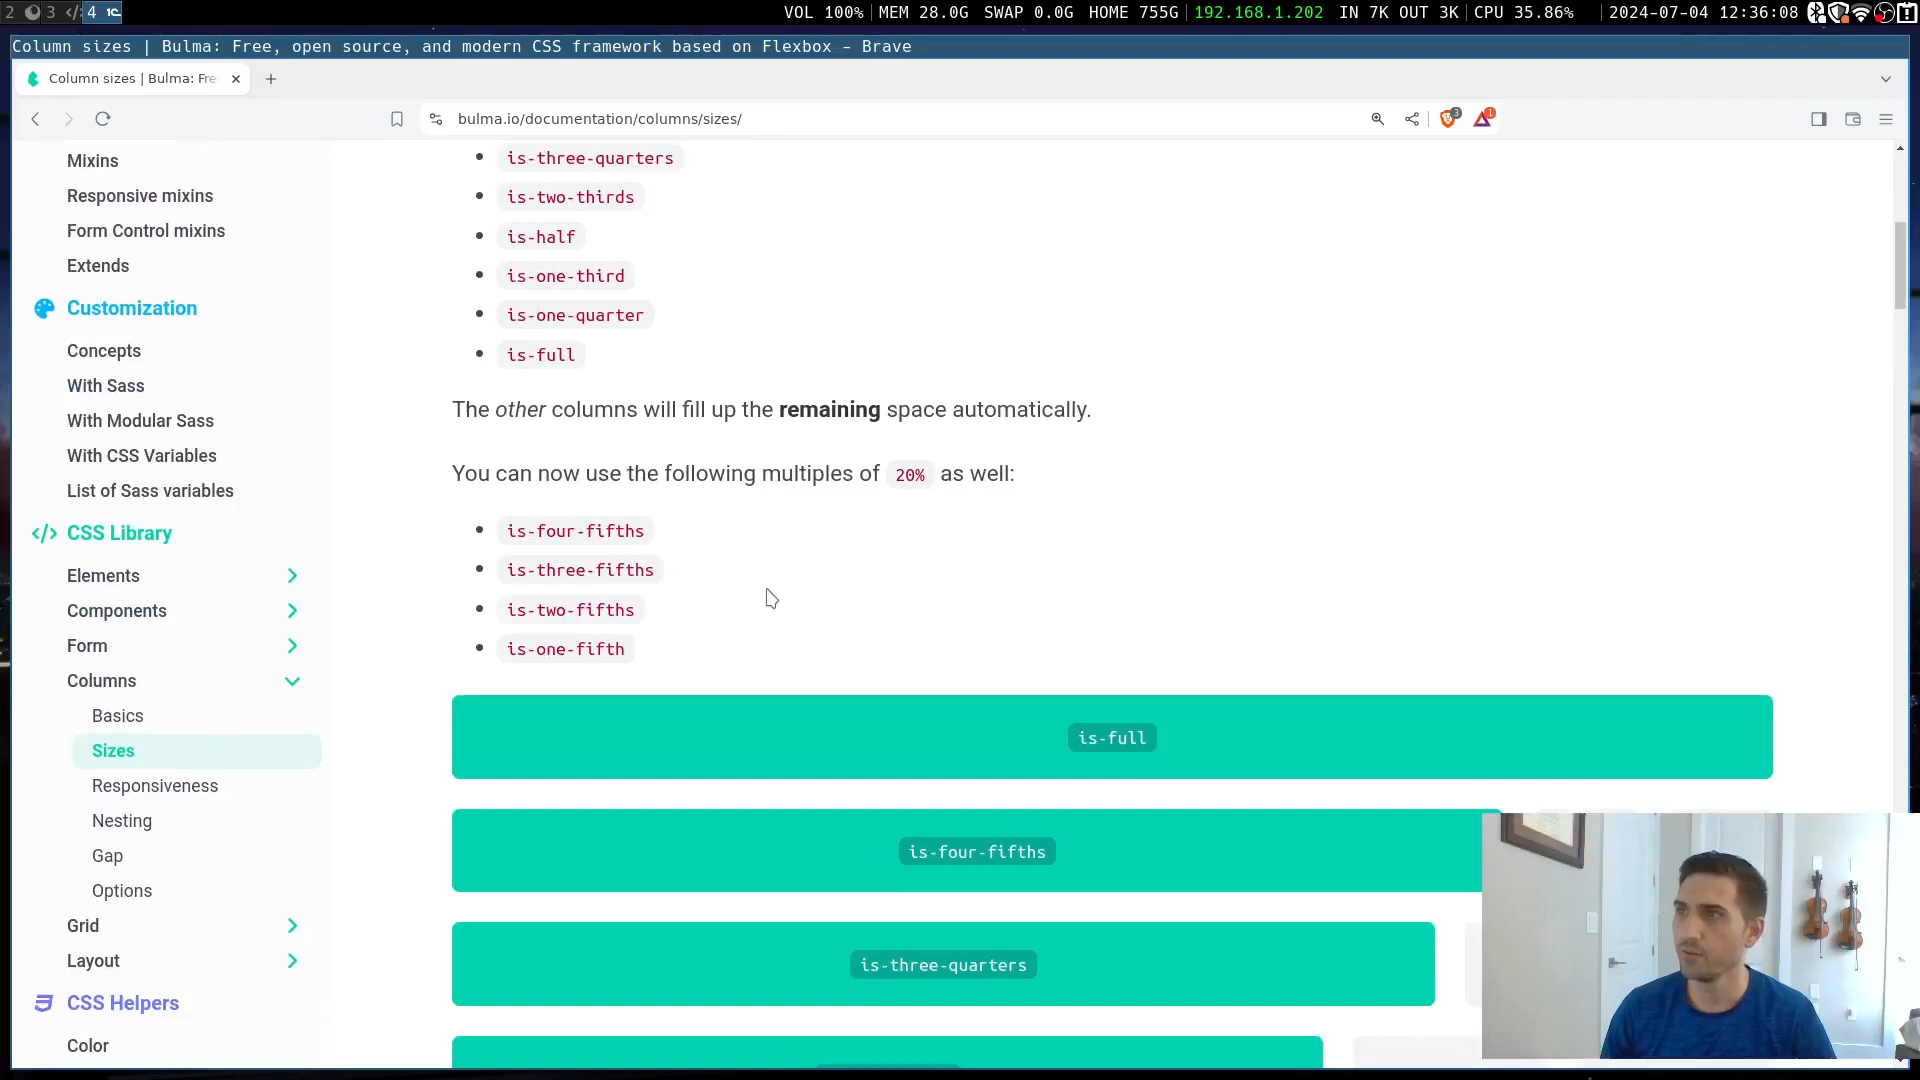 2 3 </> 4
VOL 100% MEM 28.0G SWAP 0.0G HOME 755G 192.168.1.202 IN 7K OUT 3K CPU 35.86% 2024-07-04 12:36:08
Column sizes | Bulma: Free, open source, and modern CSS framework based on Flexbox - Brave
Column sizes | Bulma: Fre
bulma.io/documentation/columns/sizes/
3
1
Mixins
Responsive mixins
Form Control mixins
Extends
Customization
Concepts
With Sass
With Modular Sass
With CSS Variables
List of Sass variables
</> CSS Library
Elements
Components
Form
Columns
Basics
Sizes
Responsiveness
Nesting
Gap
Options
Grid
Layout
CSS Helpers
Color
is-three-quarters
is-two-thirds
is-half
is-one-third
is-one-quarter
is-full
The other columns will fill up the remaining space automatically.
You can now use the following multiples of 20% as well:
is-four-fifths
is-three-fifths
is-two-fifths
is-one-fifth
is-full
is-four-fifths
is-three-quarters